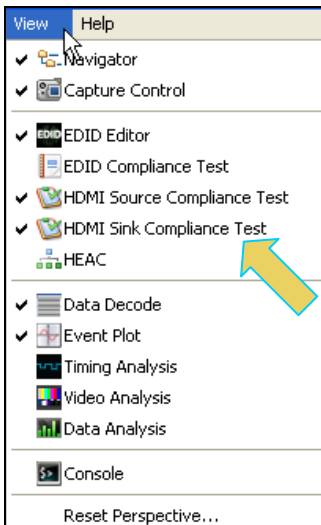 View Help
Navigator
Capture Control
EDID EDID Editor
EDID Compliance Test
HDMI Source Compliance Test
HDMI Sink Compliance Test
HEAC
Data Decode
Event Plot
Timing Analysis
Video Analysis
Data Analysis
Console
Reset Perspective...